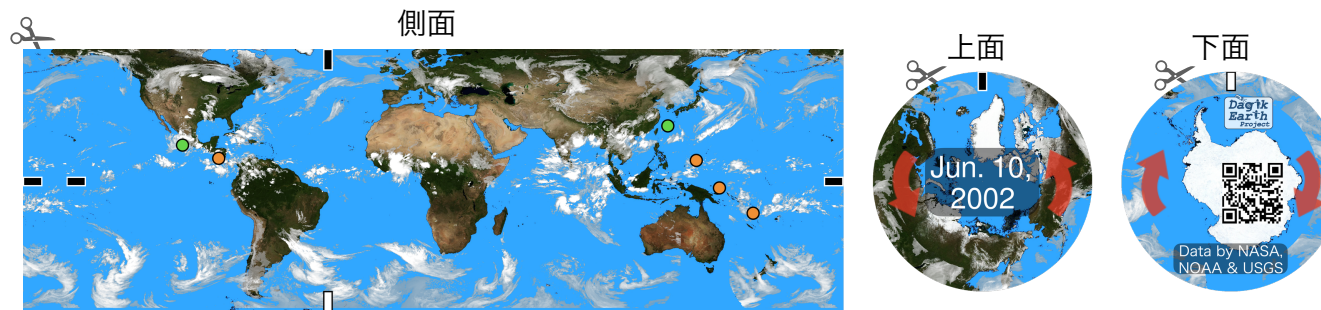 側面
上面
下面
Jun. 10,
2002
Dagik
Earth
Project
Data by NASA,
NOAA & USGS